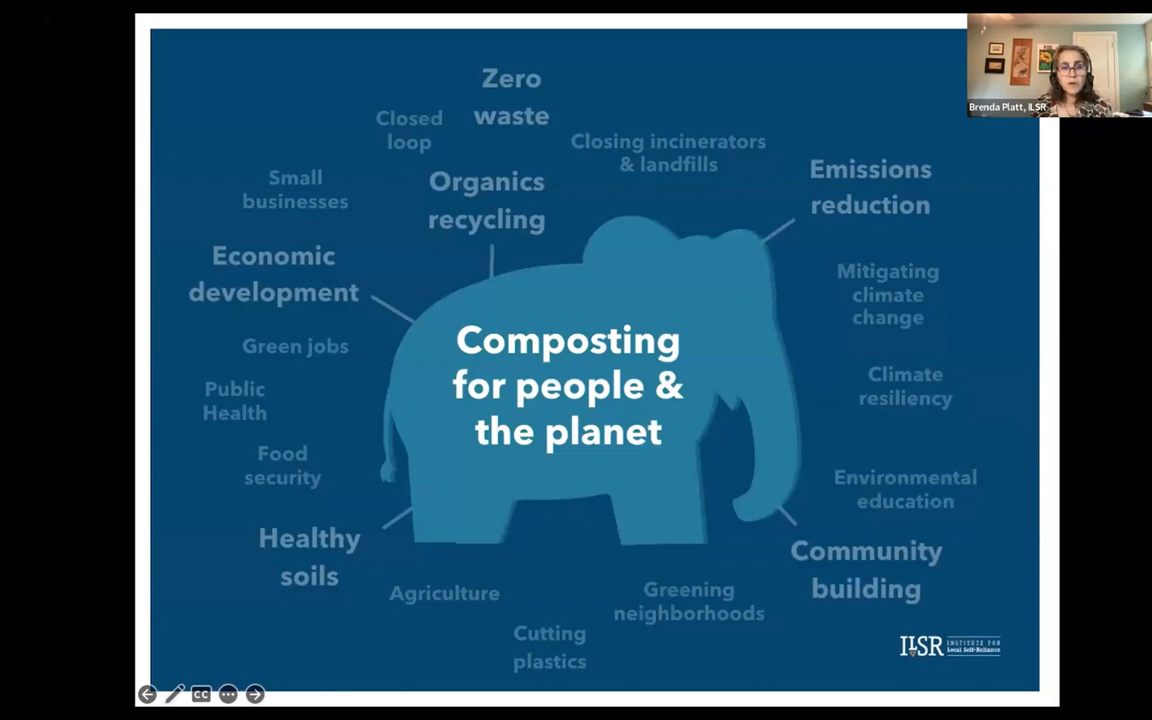 Zero
waste
Closed
loop
Closing incinerators
& landfills
Small
businesses
Organics
recycling
Emissions
reduction
Economic
development
Mitigating
climate
change
Green jobs
Composting
for people &
the planet
Public
Health
Climate
resiliency
Food
security
Environmental
education
Healthy
soils
Community
building
Agriculture
Greening
neighborhoods
Cutting
plastics
ILSR
INSTITUTE FOR
Local Self-Reliance
Brenda Platt, ILSR
CC